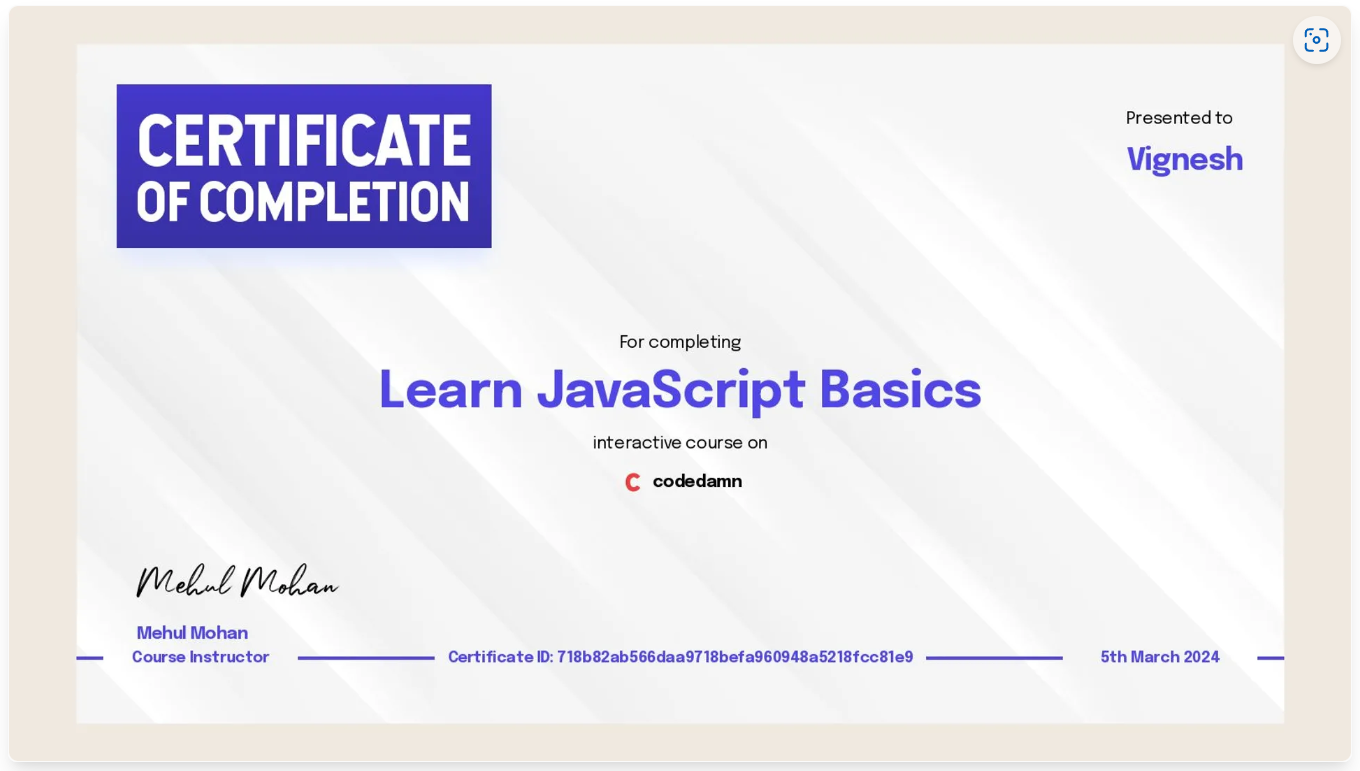 CERTIFICATE
OF COMPLETION
Presented to
Vignesh
For completing
Learn JavaScript Basics
interactive course on
codedamn
Mehul Mohan
Mehul Mohan
Course Instructor
Certificate ID: 718b82ab566daa9718befa960948a5218fcc81e9
5th March 2024